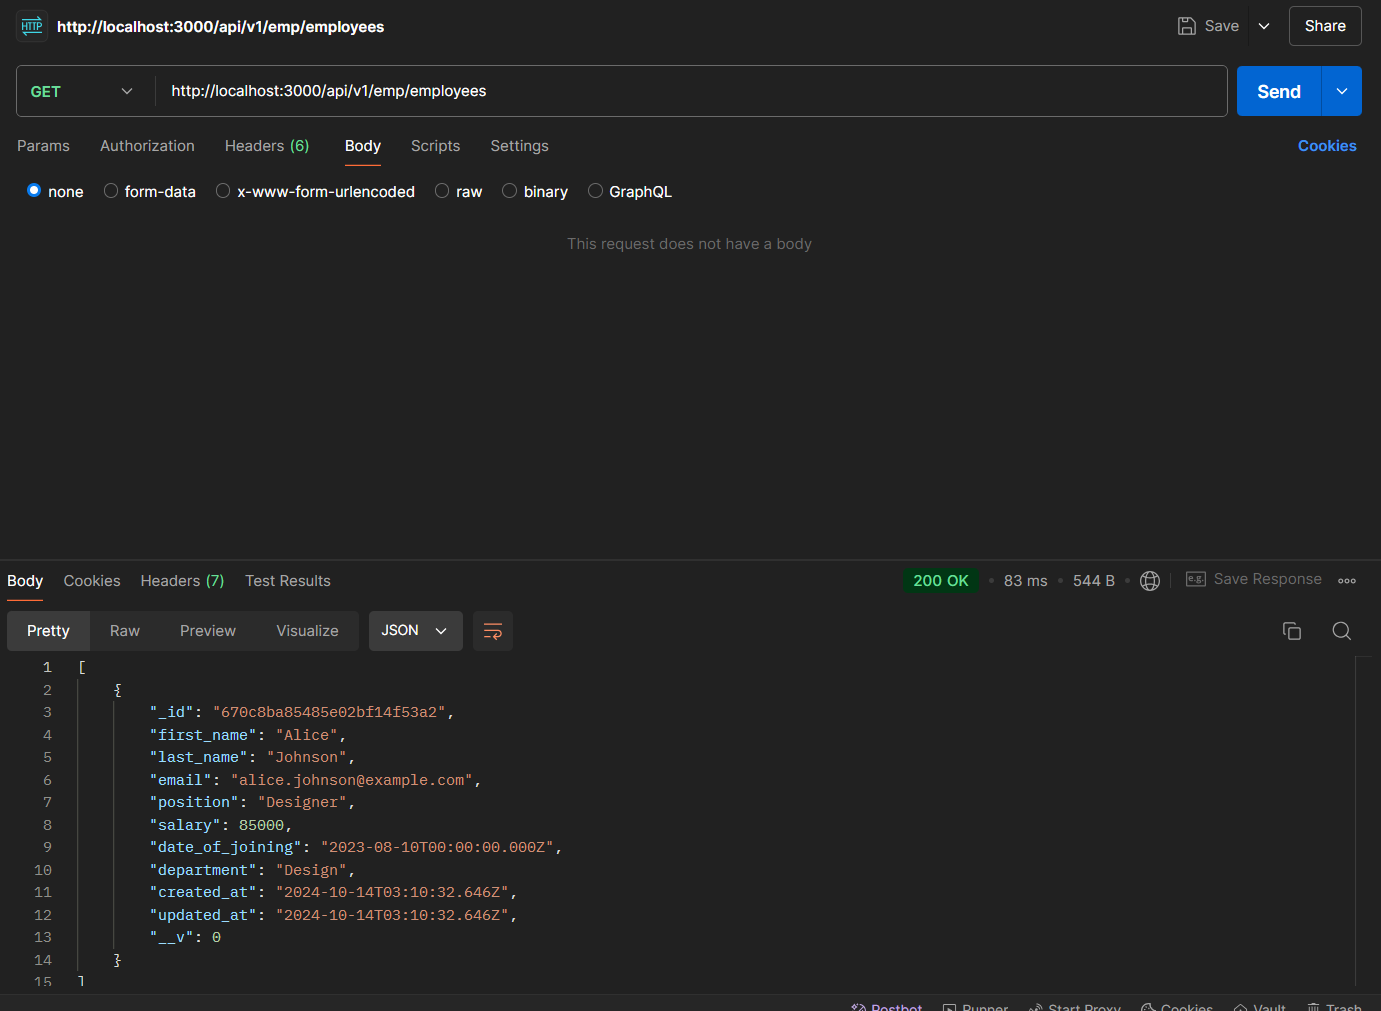 HTTP http://localhost:3000/api/v1/emp/employees Save Share
GET http://localhost:3000/api/v1/emp/employees Send
Params Authorization Headers (6) Body Scripts Settings Cookies
none form-data x-www-form-urlencoded raw binary GraphQL
This request does not have a body
Body Cookies Headers (7) Test Results 200 OK • 83 ms • 544 B • e.g. Save Response
Pretty Raw Preview Visualize JSON
1 [
2 {
3 "_id": "670c8ba85485e02bf14f53a2",
4 "first_name": "Alice",
5 "last_name": "Johnson",
6 "email": "alice.johnson@example.com",
7 "position": "Designer",
8 "salary": 85000,
9 "date_of_joining": "2023-08-10T00:00:00.000Z",
10 "department": "Design",
11 "created_at": "2024-10-14T03:10:32.646Z",
12 "updated_at": "2024-10-14T03:10:32.646Z",
13 "__v": 0
14 }
15 ]
Postbot Runner Start Proxy Cookies Vault Trash